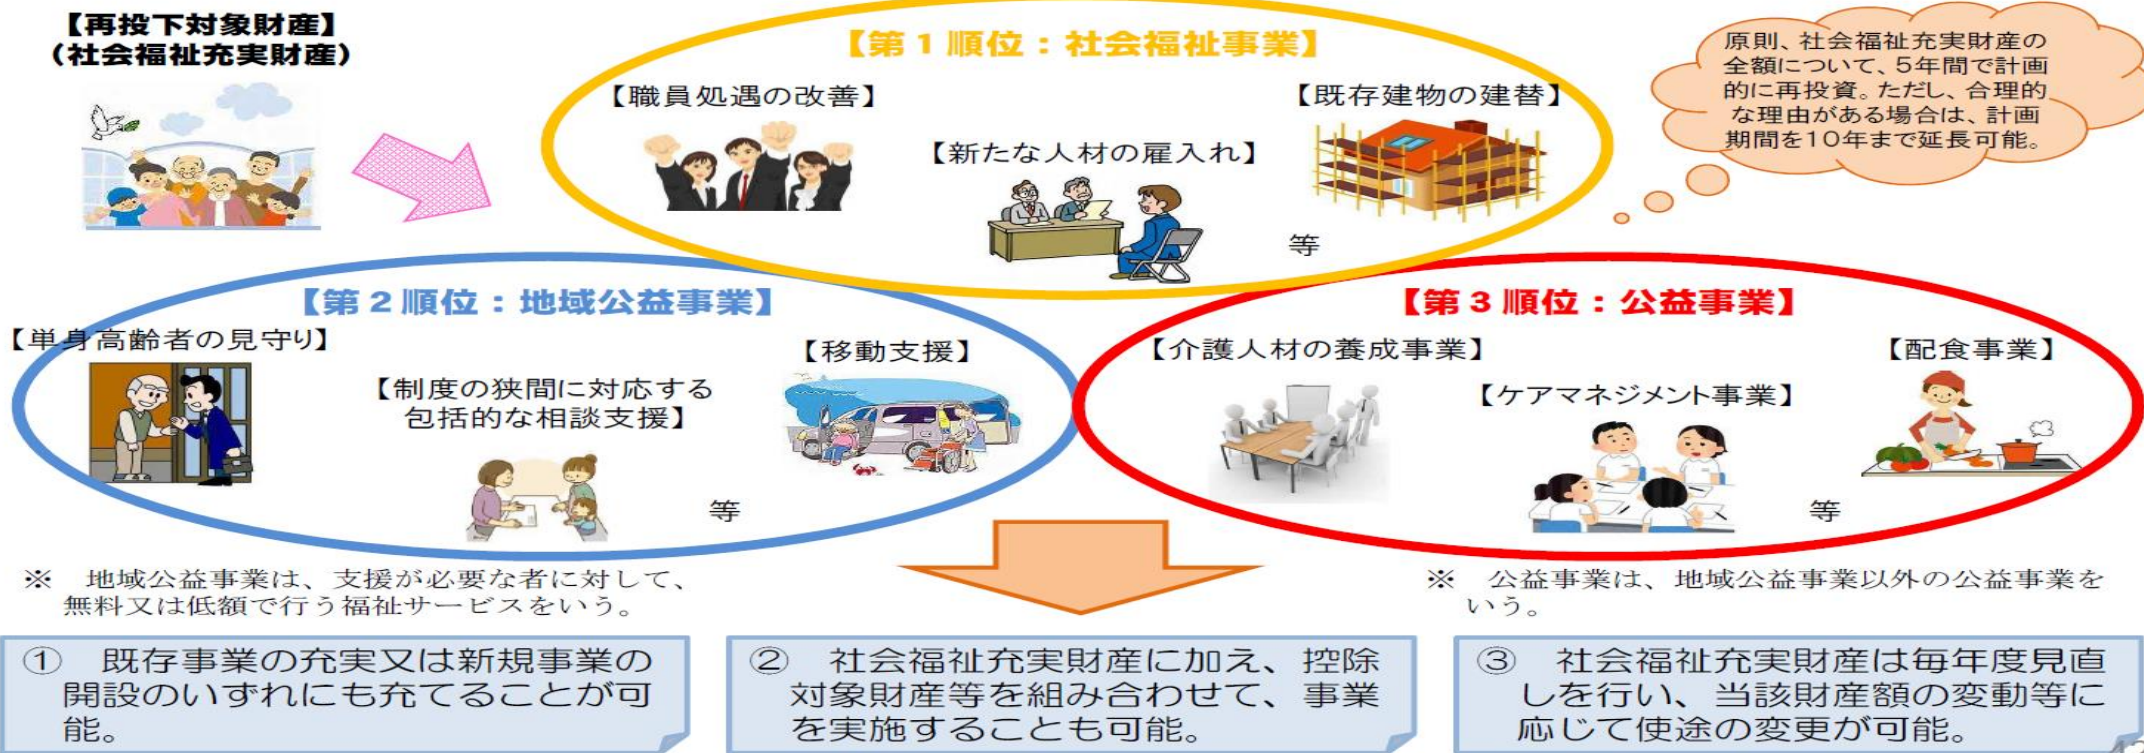 【再投下対象財産】
（社会福祉充実財産）
【第１順位：社会福祉事業】
【職員処遇の改善】
【新たな人材の雇入れ】
【既存建物の建替】
等
原則、社会福祉充実財産の
全額について、５年間で計画
的に再投資。ただし、合理的
な理由がある場合は、計画
期間を１０年まで延長可能。
【第２順位：地域公益事業】
【単身高齢者の見守り】
【制度の狭間に対応する
包括的な相談支援】
【移動支援】
等
【第３順位：公益事業】
【介護人材の養成事業】
【ケアマネジメント事業】
【配食事業】
等
※　地域公益事業は、支援が必要な者に対して、
無料又は低額で行う福祉サービスをいう。
※　公益事業は、地域公益事業以外の公益事業を
いう。
①　既存事業の充実又は新規事業の
開設のいずれにも充てることが可
能。
②　社会福祉充実財産に加え、控除
対象財産等を組み合わせて、事業
を実施することも可能。
③　社会福祉充実財産は毎年度見直
しを行い、当該財産額の変動等に
応じて使途の変更が可能。